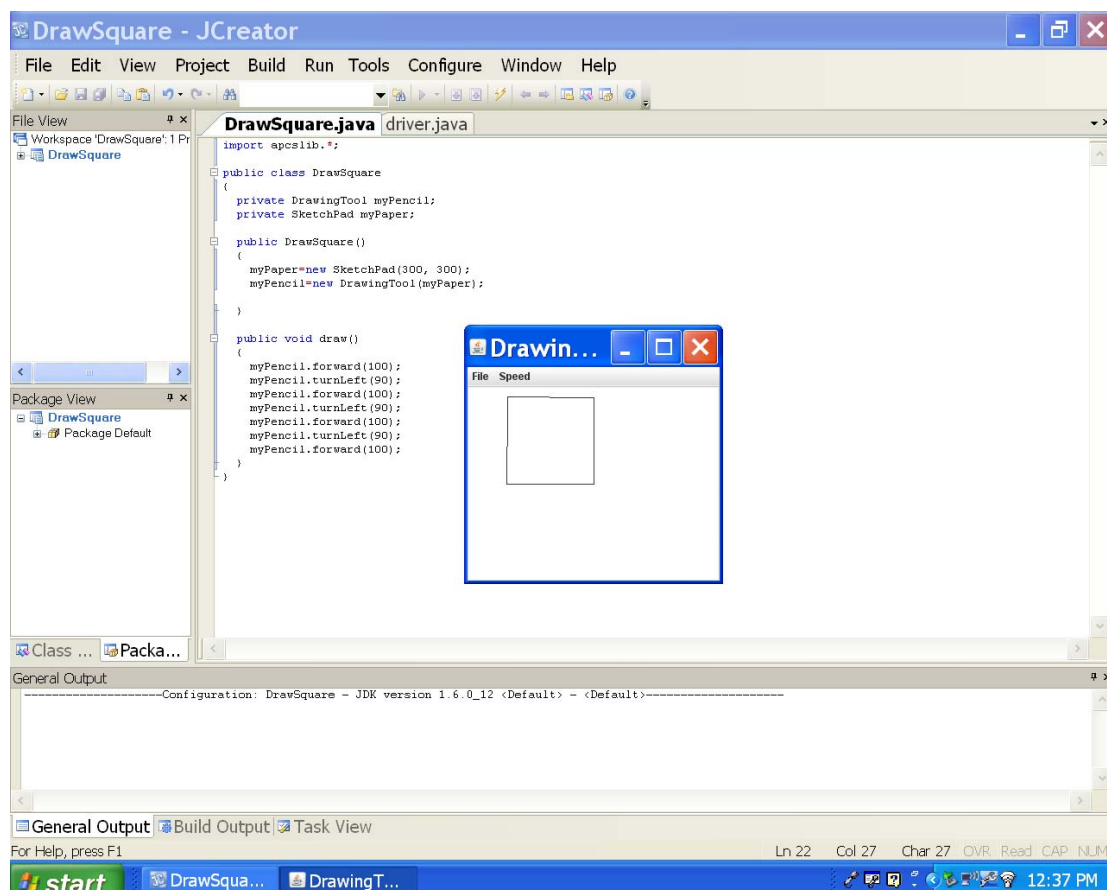 DrawSquare - JCreator
File Edit View Project Build Run Tools Configure Window Help
File View
Workspace 'DrawSquare': 1 Pr
DrawSquare
DrawSquare.java driver.java
import apcslib.*;
public class DrawSquare
{
private DrawingTool myPencil;
private SketchPad myPaper;
public DrawSquare()
{
myPaper=new SketchPad(300, 300);
myPencil=new DrawingTool(myPaper);
}
public void draw()
{
myPencil.forward(100);
myPencil.turnLeft(90);
myPencil.forward(100);
myPencil.turnLeft(90);
myPencil.forward(100);
myPencil.turnLeft(90);
myPencil.forward(100);
}
}
Drawin...
File Speed
Package View
DrawSquare
Package Default
Class ... Packa...
General Output
--------------------Configuration: DrawSquare - JDK version 1.6.0_12 <Default> - <Default>--------------------
General Output Build Output Task View
For Help, press F1 Ln 22 Col 27 Char 27 OVR Read CAP NUM
start DrawSqua... DrawingT... 12:37 PM